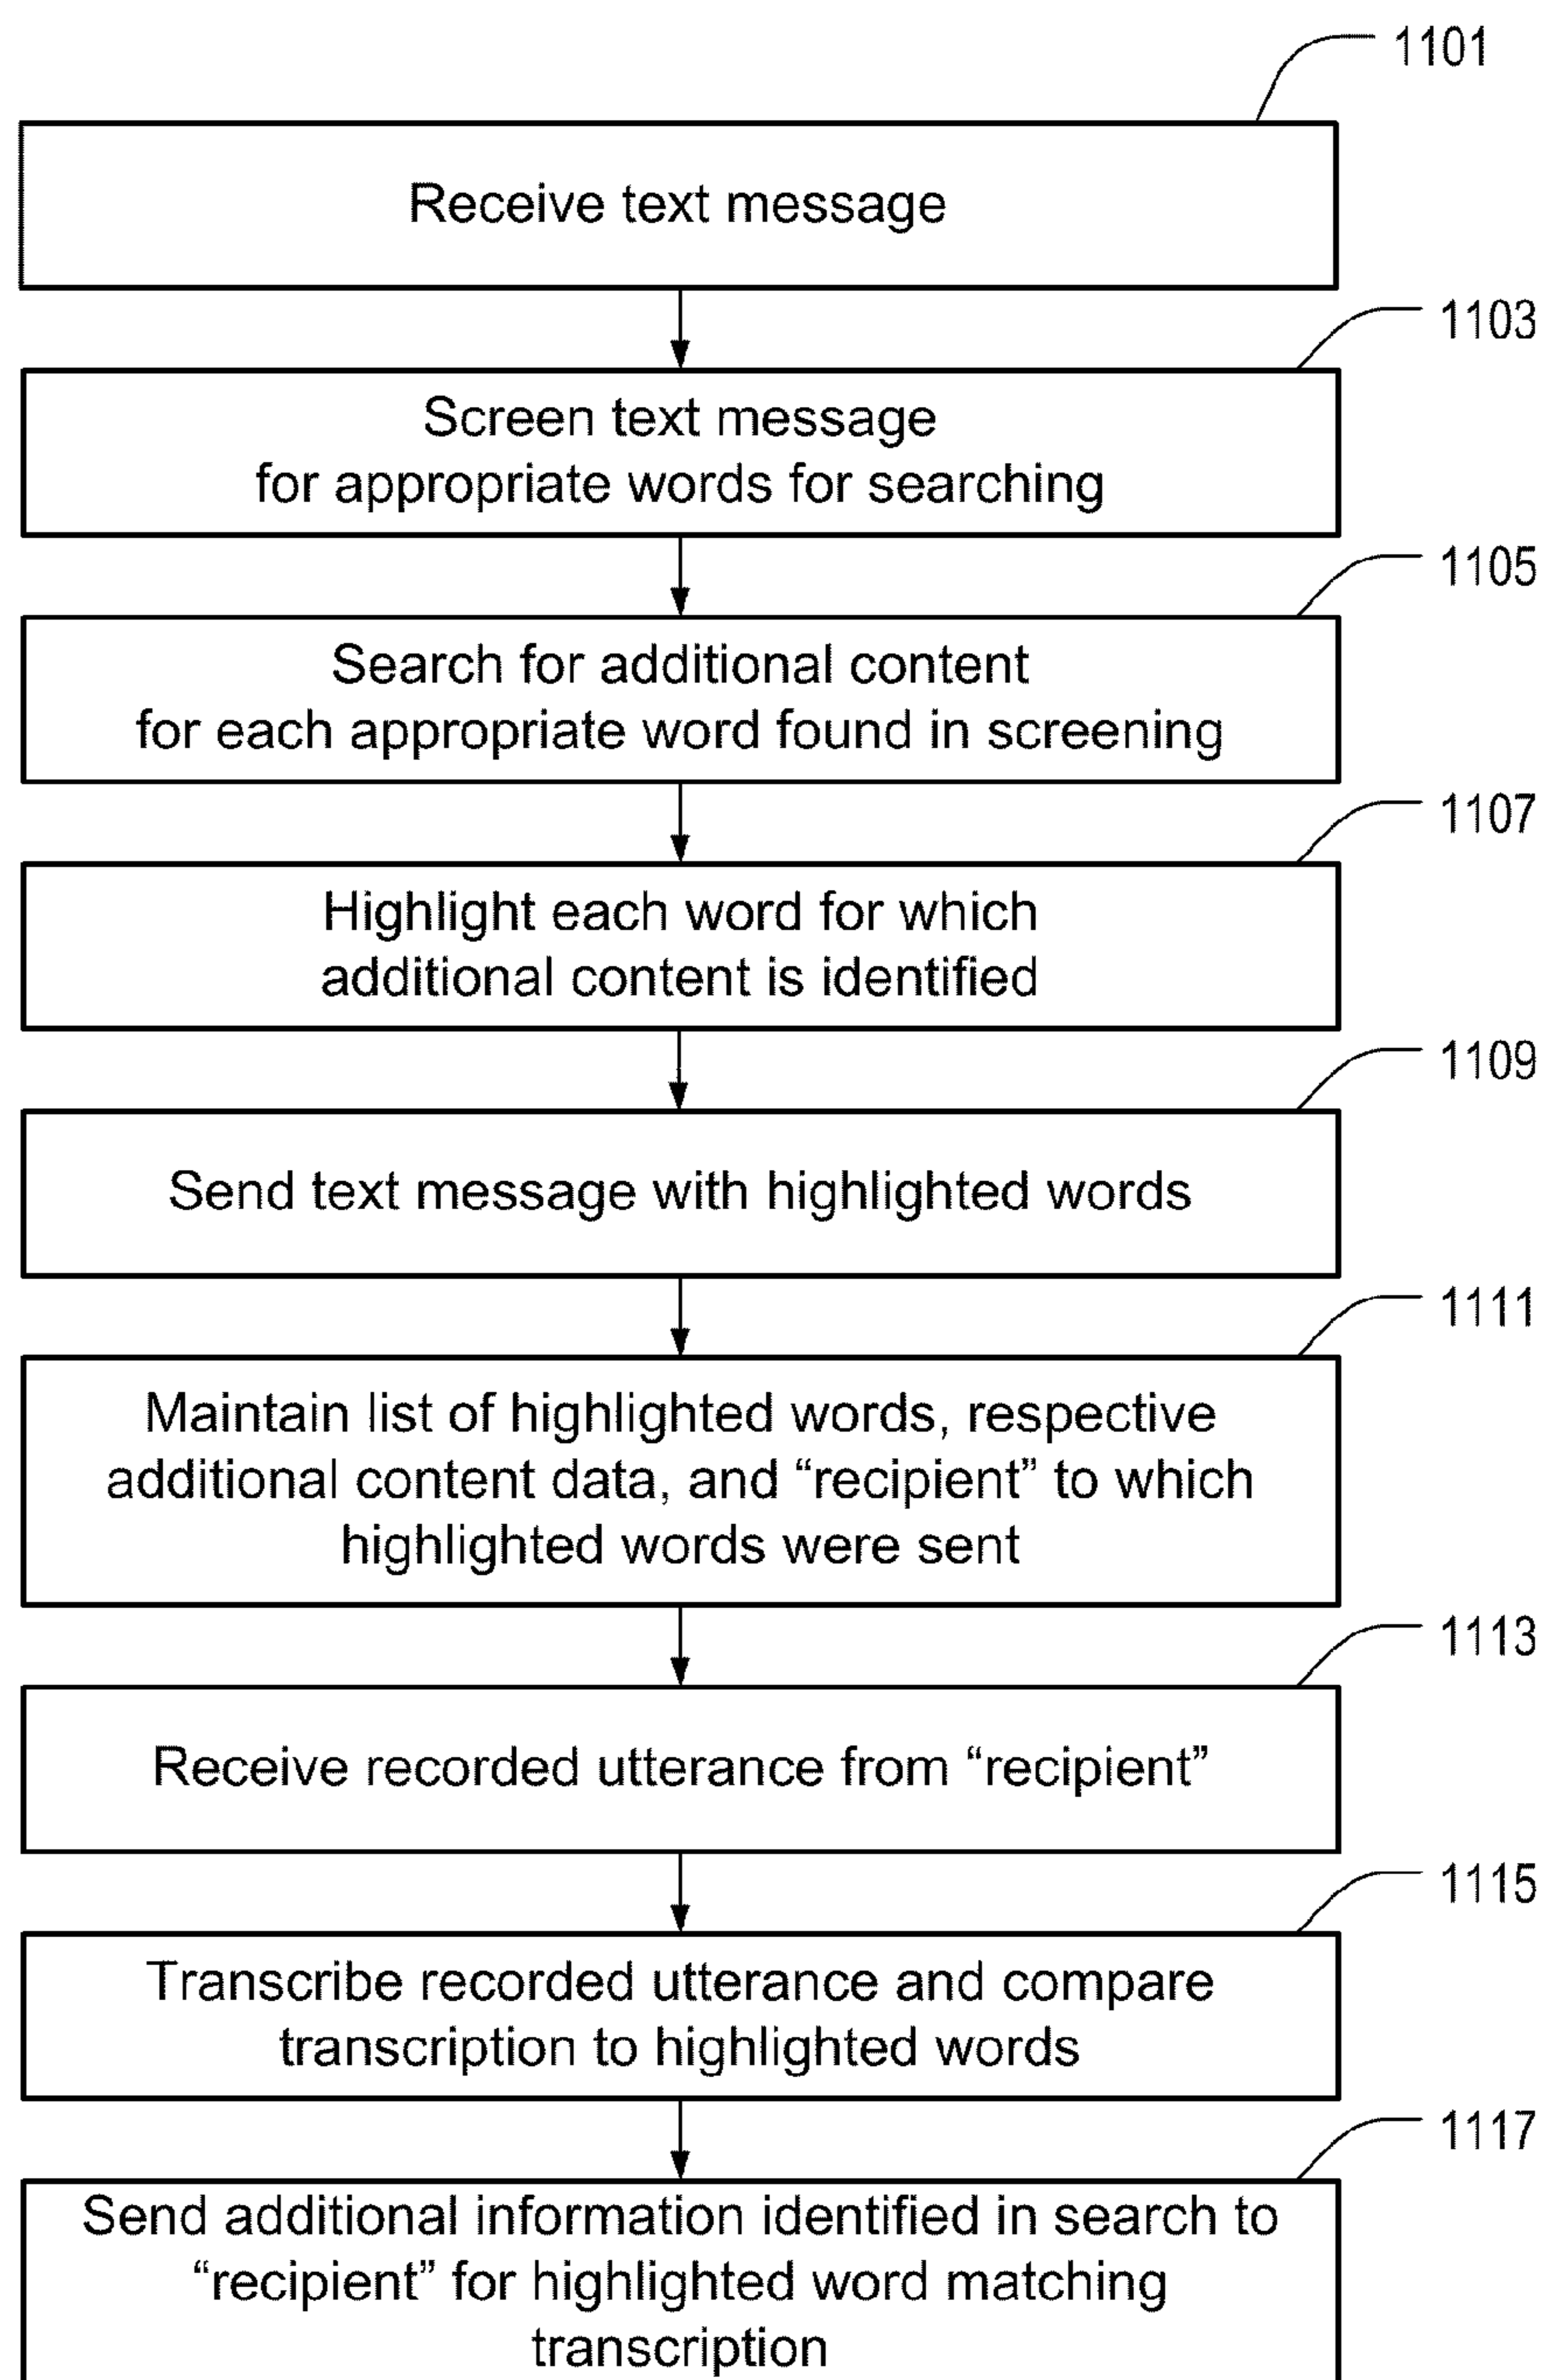 1101
Receive text message
1103
Screen text message
for appropriate words for searching
1105
Search for additional content
for each appropriate word found in screening
1107
Highlight each word for which
additional content is identified
1109
Send text message with highlighted words
1111
Maintain list of highlighted words, respective
additional content data, and “recipient” to which
highlighted words were sent
1113
Receive recorded utterance from “recipient”
1115
Transcribe recorded utterance and compare
transcription to highlighted words
1117
Send additional information identified in search to
“recipient” for highlighted word matching
transcription